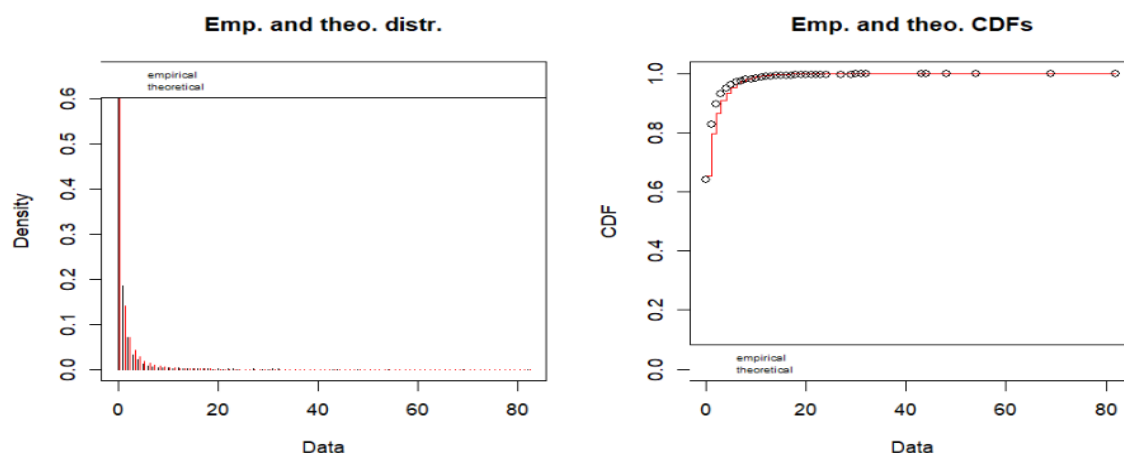 Emp. and theo. distr.
empirical
theoretical
Density
0.0
0.1
0.2
0.3
0.4
0.5
0.6
0
20
40
60
80
Data
Emp. and theo. CDFs
empirical
theoretical
CDF
0.0
0.2
0.4
0.6
0.8
1.0
0
20
40
60
80
Data